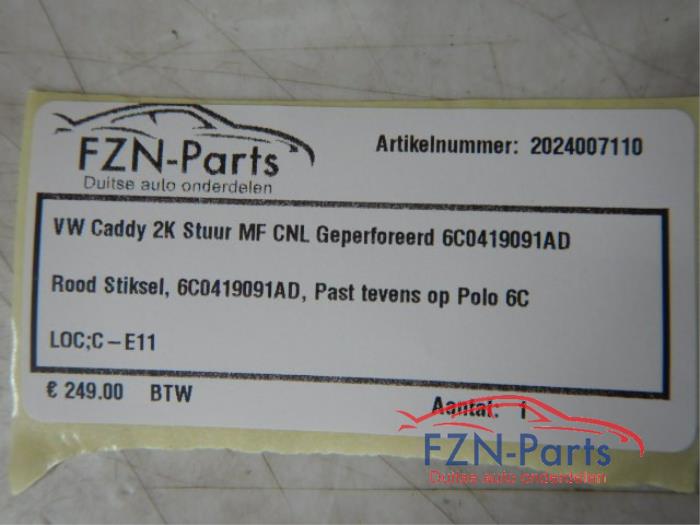 FZN-Parts
Duitse auto onderdelen
Artikelnummer: 2024007110
VW Caddy 2K Stuur MF CNL Geperforeerd 6C0419091AD
Rood Stiksel, 6C0419091AD, Past tevens op Polo 6C
LOC;C-E11
€ 249.00 BTW
Aantal: 1
FZN-Parts
Duitse auto onderdelen